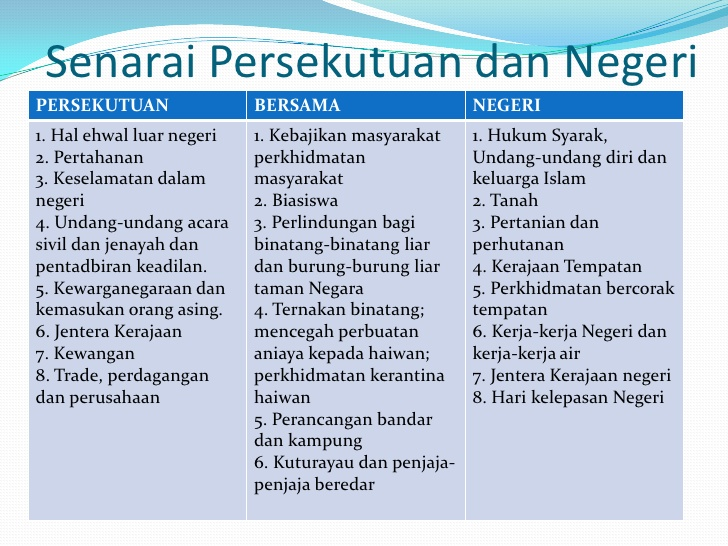 Senarai Persekutuan dan Negeri
PERSEKUTUAN
1. Hal ehwal luar negeri
2. Pertahanan
3. Keselamatan dalam
negeri
4. Undang-undang acara
sivil dan jenayah dan
pentadbiran keadilan.
5. Kewarganegaraan dan
kemasukan orang asing.
6. Jentera Kerajaan
7. Kewangan
8. Trade, perdagangan
dan perusahaan
BERSAMA
1. Kebajikan masyarakat
perkhidmatan
masyarakat
2. Biasiswa
3. Perlindungan bagi
binatang-binatang liar
dan burung-burung liar
taman Negara
4. Ternakan binatang;
mencegah perbuatan
aniaya kepada haiwan;
perkhidmatan kerantina
haiwan
5. Perancangan bandar
dan kampung
6. Kuturayau dan penjaja-
penjaja beredar
NEGERI
1. Hukum Syarak,
Undang-undang diri dan
keluarga Islam
2. Tanah
3. Pertanian dan
perhutanan
4. Kerajaan Tempatan
5. Perkhidmatan bercorak
tempatan
6. Kerja-kerja Negeri dan
kerja-kerja air
7. Jentera Kerajaan negeri
8. Hari kelepasan Negeri